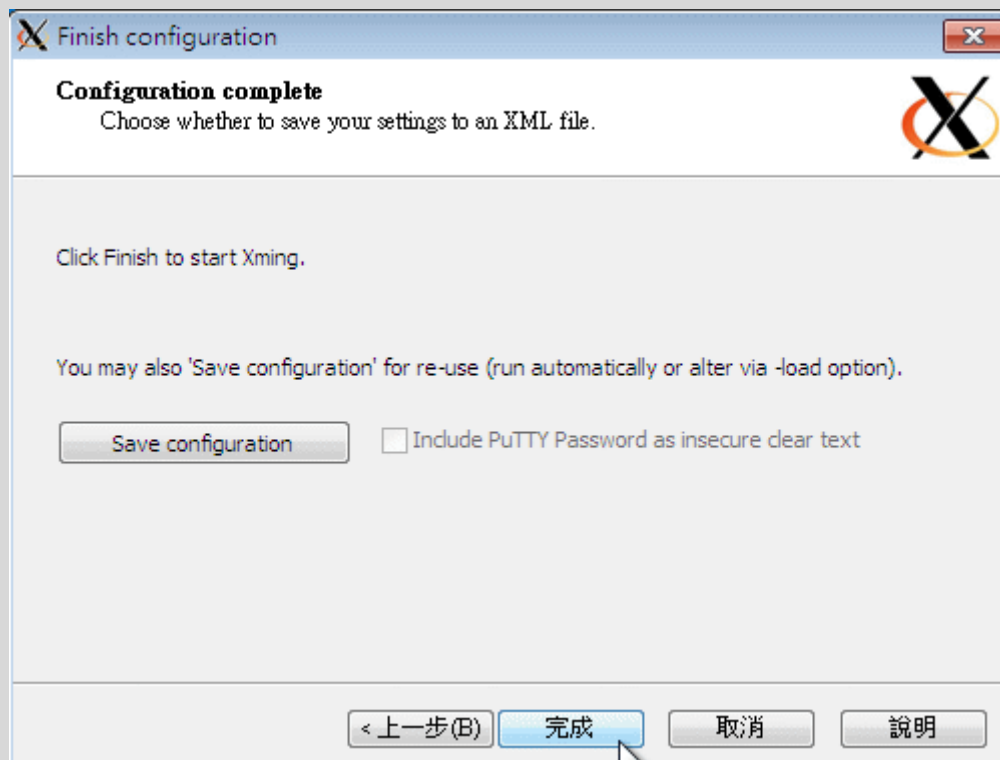 Finish configuration
Configuration complete
Choose whether to save your settings to an XML file.
Click Finish to start Xming.
You may also 'Save configuration' for re-use (run automatically or alter via -load option).
Save configuration
Include PuTTY Password as insecure clear text
< 上一步(B)
完成
取消
說明